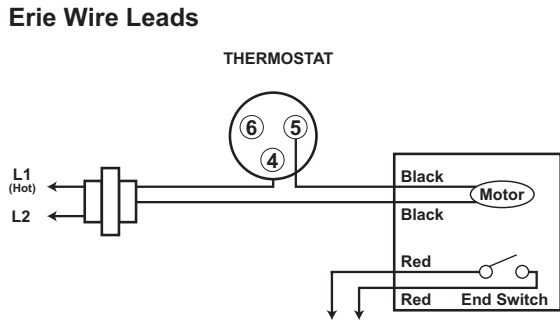 Erie Wire Leads
THERMOSTAT
6
5
4
L1
(Hot)
L2
Black
Motor
Black
Red
Red
End Switch